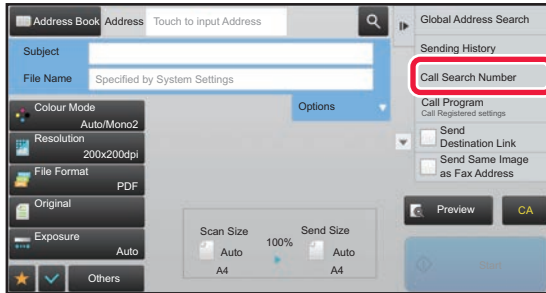 Address Book
Address
Touch to input Address
Subject
File Name
Specified by System Settings
Options
Colour Mode
Auto/Mono2
Resolution
200x200dpi
File Format
PDF
Original
Exposure
Auto
Others
Scan Size
Auto
A4
100%
Send Size
Auto
A4
Global Address Search
Sending History
Call Search Number
Call Program
Call Registered settings
Send
Destination Link
Send Same Image
as Fax Address
Preview
CA
Start